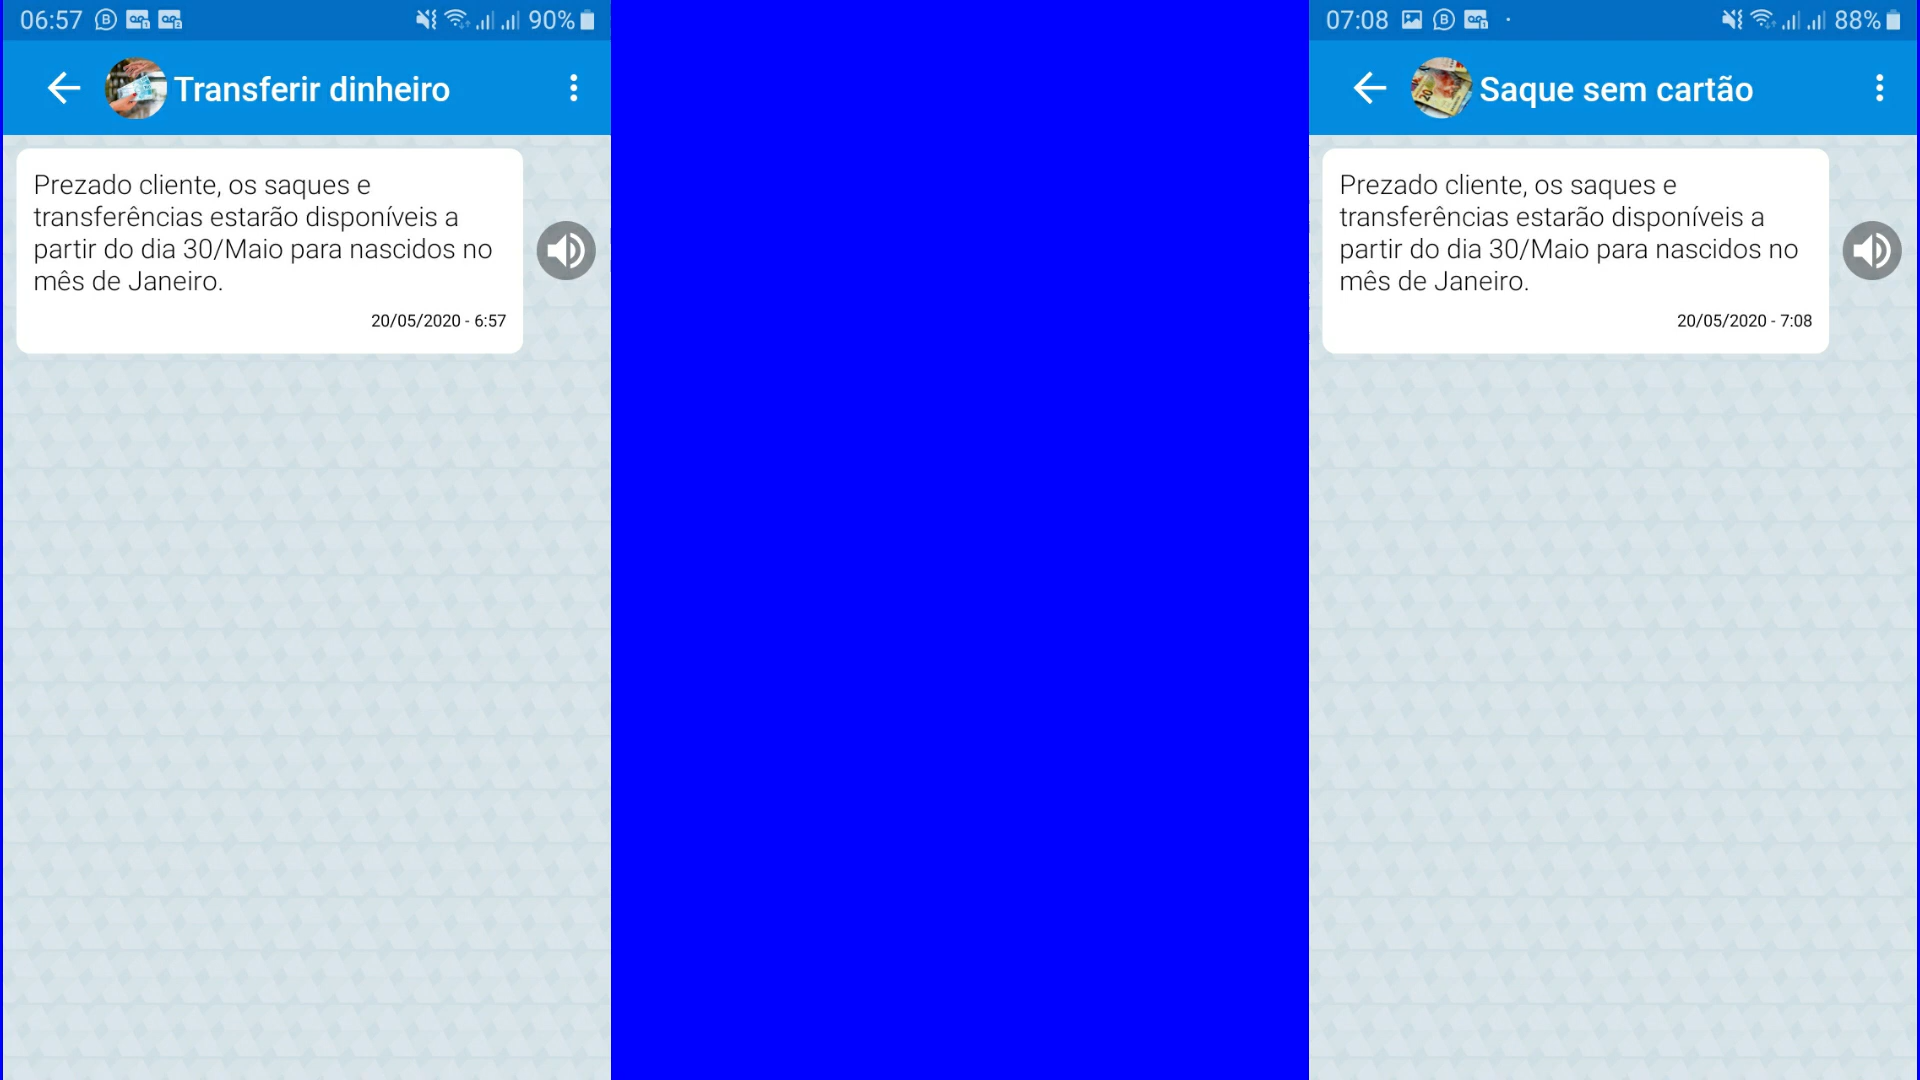 06:57
90%
Transferir dinheiro
Prezado cliente, os saques e
transferências estarão disponíveis a
partir do dia 30/Maio para nascidos no
mês de Janeiro.
20/05/2020 - 6:57
07:08
88%
Saque sem cartão
Prezado cliente, os saques e
transferências estarão disponíveis a
partir do dia 30/Maio para nascidos no
mês de Janeiro.
20/05/2020 - 7:08